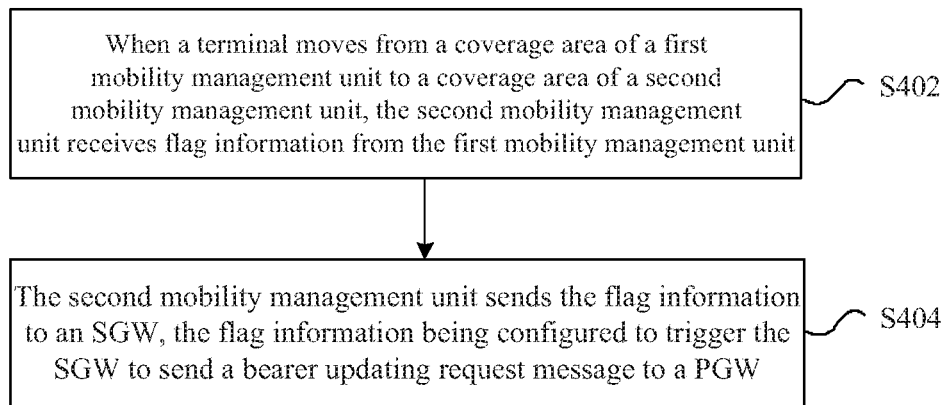 When a terminal moves from a coverage area of a first
mobility management unit to a coverage area of a second
mobility management unit, the second mobility management
unit receives flag information from the first mobility management unit
S402
The second mobility management unit sends the flag information
to an SGW, the flag information being configured to trigger the
SGW to send a bearer updating request message to a PGW
S404